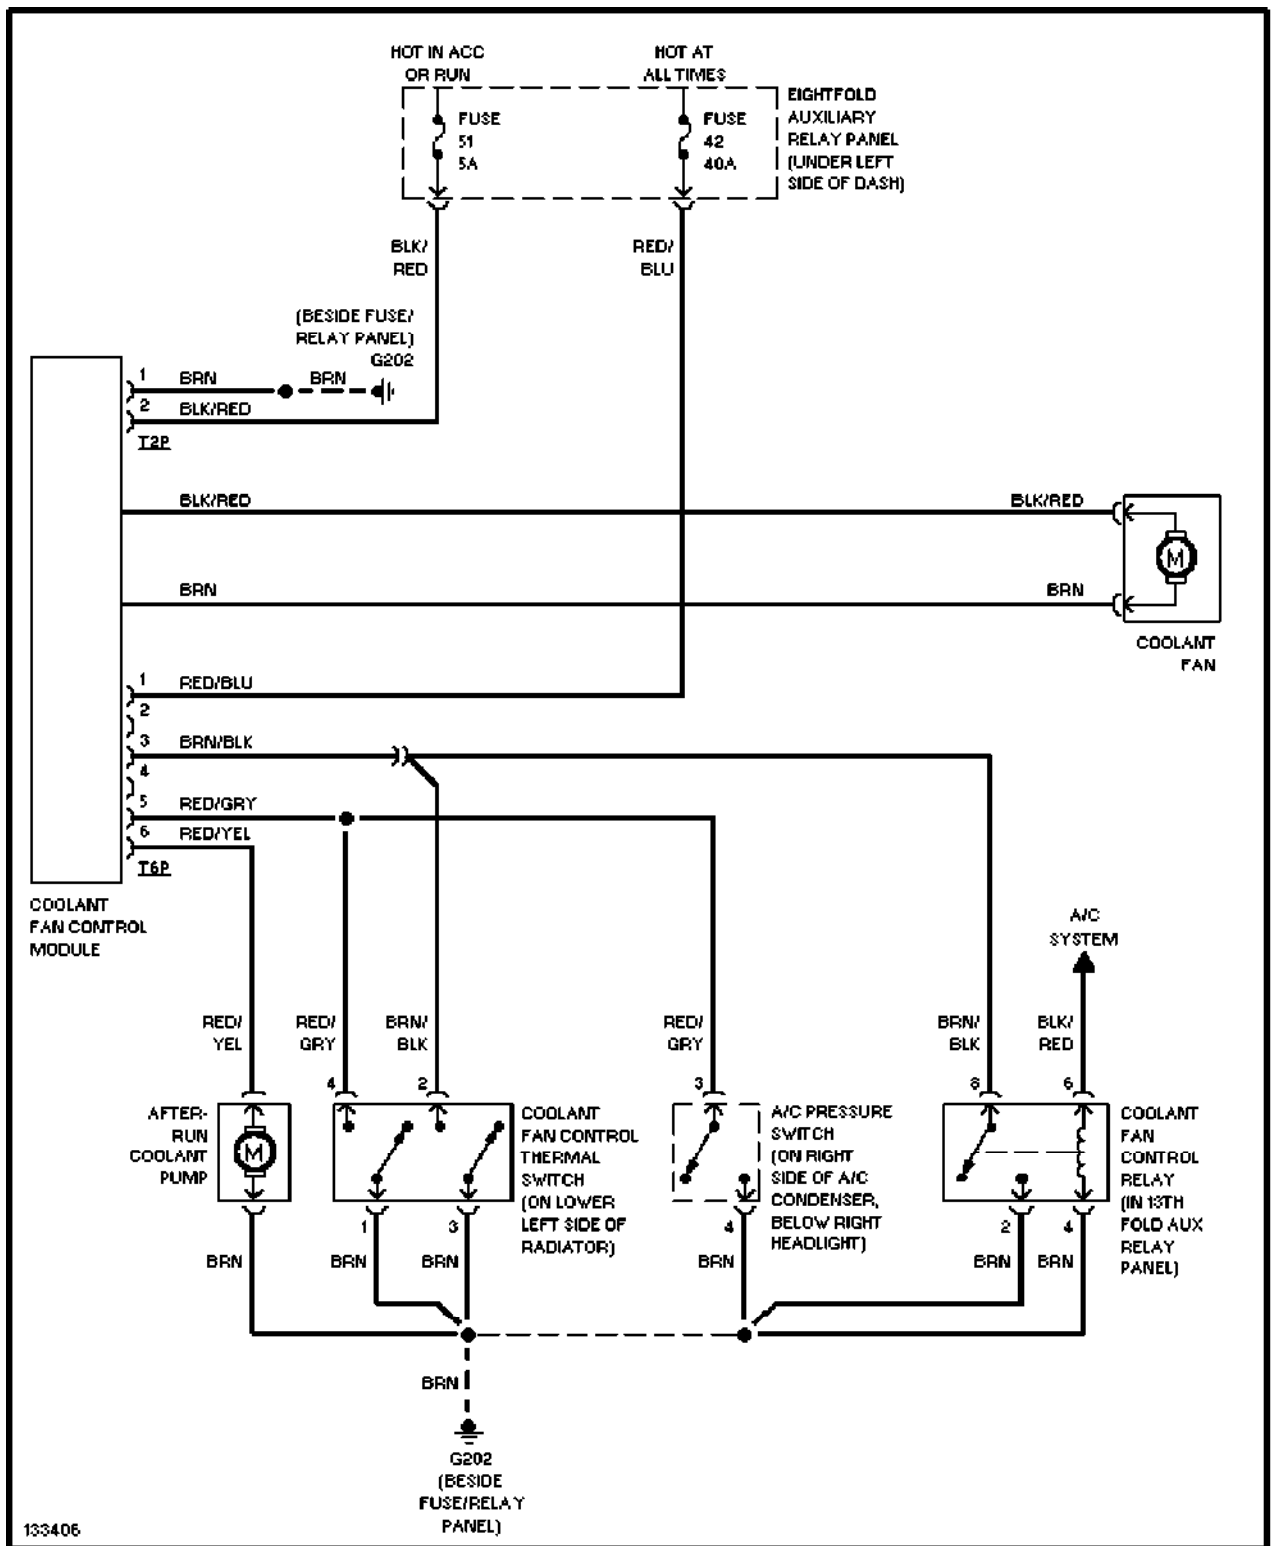 HOT IN ACC
OR RUN
HOT AT
ALL TIMES
FUSE
51
5A
FUSE
42
40A
EIGHTFOLD
AUXILIARY
RELAY PANEL
(UNDER LEFT
SIDE OF DASH)
BLK/
RED
RED/
BLU
(BESIDE FUSE/
RELAY PANEL)
G202
1
BRN
BRN
2
BLK/RED
T2P
BLK/RED
BLK/RED
M
BRN
BRN
COOLANT
FAN
1
RED/BLU
2
3
BRN/BLK
4
5
RED/GRY
6
RED/YEL
T6P
COOLANT
FAN CONTROL
MODULE
A/C
SYSTEM
RED/
YEL
RED/
GRY
BRN/
BLK
RED/
GRY
BRN/
BLK
BLK/
RED
4
2
3
8
6
AFTER-
RUN
COOLANT
PUMP
M
COOLANT
FAN CONTROL
THERMAL
SWITCH
(ON LOWER
LEFT SIDE OF
RADIATOR)
A/C PRESSURE
SWITCH
(ON RIGHT
SIDE OF A/C
CONDENSER,
BELOW RIGHT
HEADLIGHT)
COOLANT
FAN
CONTROL
RELAY
(IN 13TH
FOLD AUX
RELAY
PANEL)
1
3
4
2
4
BRN
BRN
BRN
BRN
BRN
BRN
BRN
G202
(BESIDE
FUSE/RELAY
PANEL)
133406